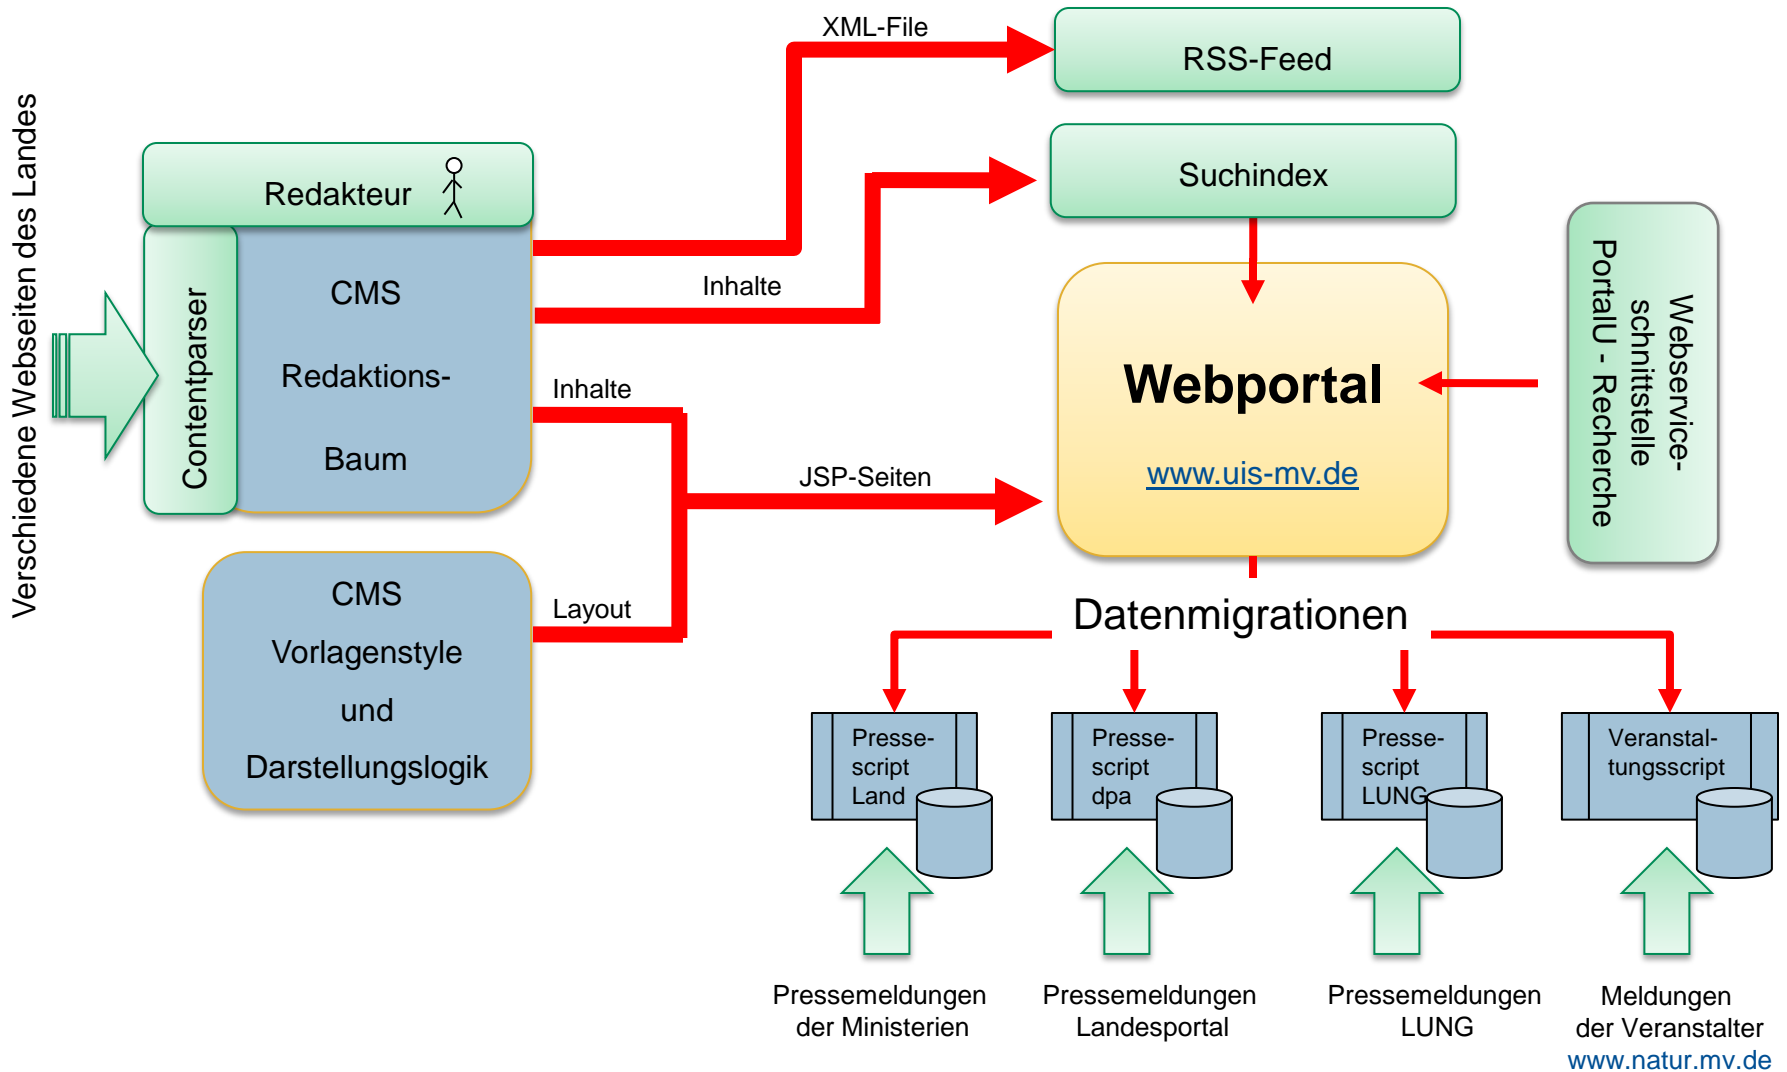 Verschiedene Webseiten des Landes
XML-File
RSS-Feed
Redakteur
Suchindex
Contentparser
CMS
Redaktions-
Baum
Inhalte
Inhalte
JSP-Seiten
Layout
Webportal
www.uis-mv.de
Webservice-
schnittstelle
PortalU - Recherche
CMS
Vorlagenstyle
und
Darstellungslogik
Datenmigrationen
Presse-
script
Land
Presse-
script
dpa
Presse-
script
LUNG
Veranstal-
tungsscript
Pressemeldungen
der Ministerien
Pressemeldungen
Landesportal
Pressemeldungen
LUNG
Meldungen
der Veranstalter
www.natur.mv.de